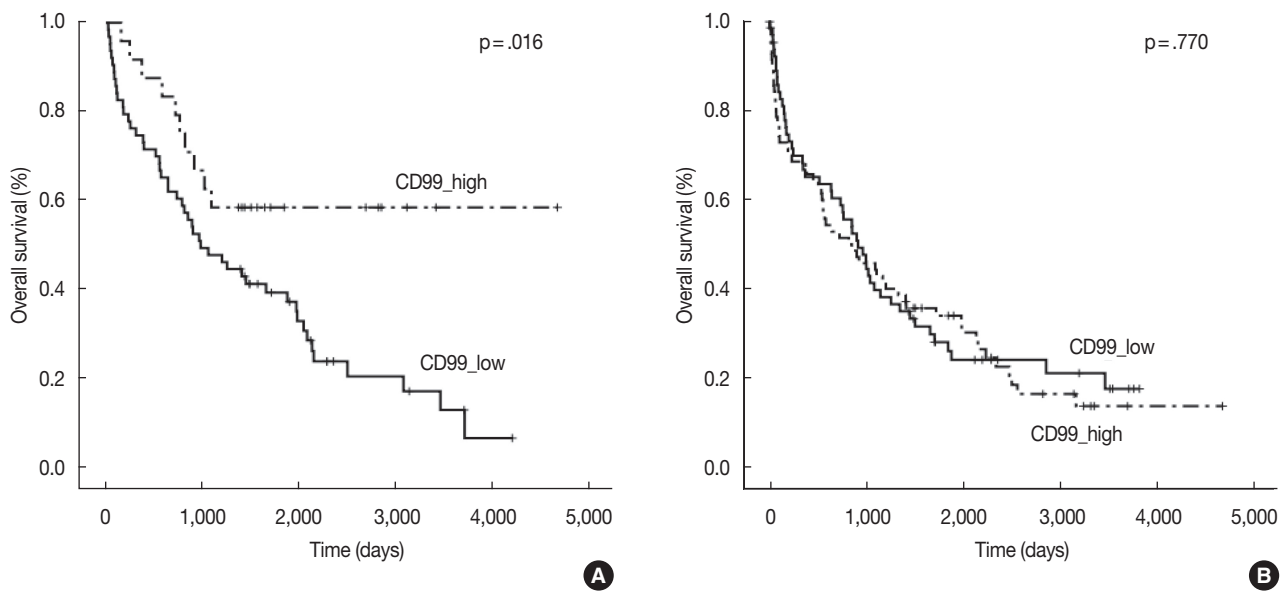 1.0
0.8
0.6
0.4
0.2
0.0
Overall survival (%)
p=.016
CD99_high
CD99_low
0 1,000 2,000 3,000 4,000 5,000
Time (days)
A
1.0
0.8
0.6
0.4
0.2
0.0
Overall survival (%)
p=.770
CD99_low
CD99_high
0 1,000 2,000 3,000 4,000 5,000
Time (days)
B